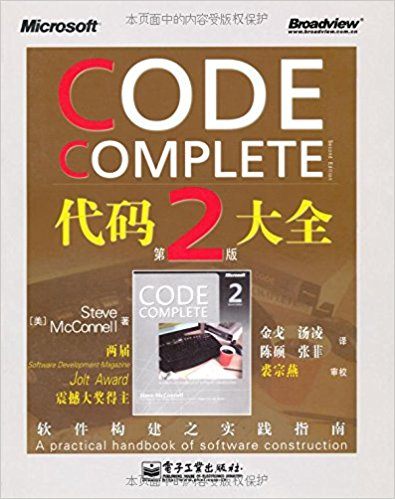 本页面中的内容受版权保护
Microsoft
Broadview
www.broadview.com.cn
CODE
COMPLETE
Second Edition
代码2大全
第 版
Steve
[美] McConnell 著
两届
Software Development Magazine
Jolt Award
震撼大奖得主
Microsoft
CODE 2
COMPLETE
Steve McConnell
金戈 汤凌
陈硕 张菲 译
裘宗燕 审校
软件构建之实践指南
A practical handbook of software construction
电子工业出版社
PUBLISHING HOUSE OF ELECTRONICS INDUSTRY
本页面中的内容受版权保护